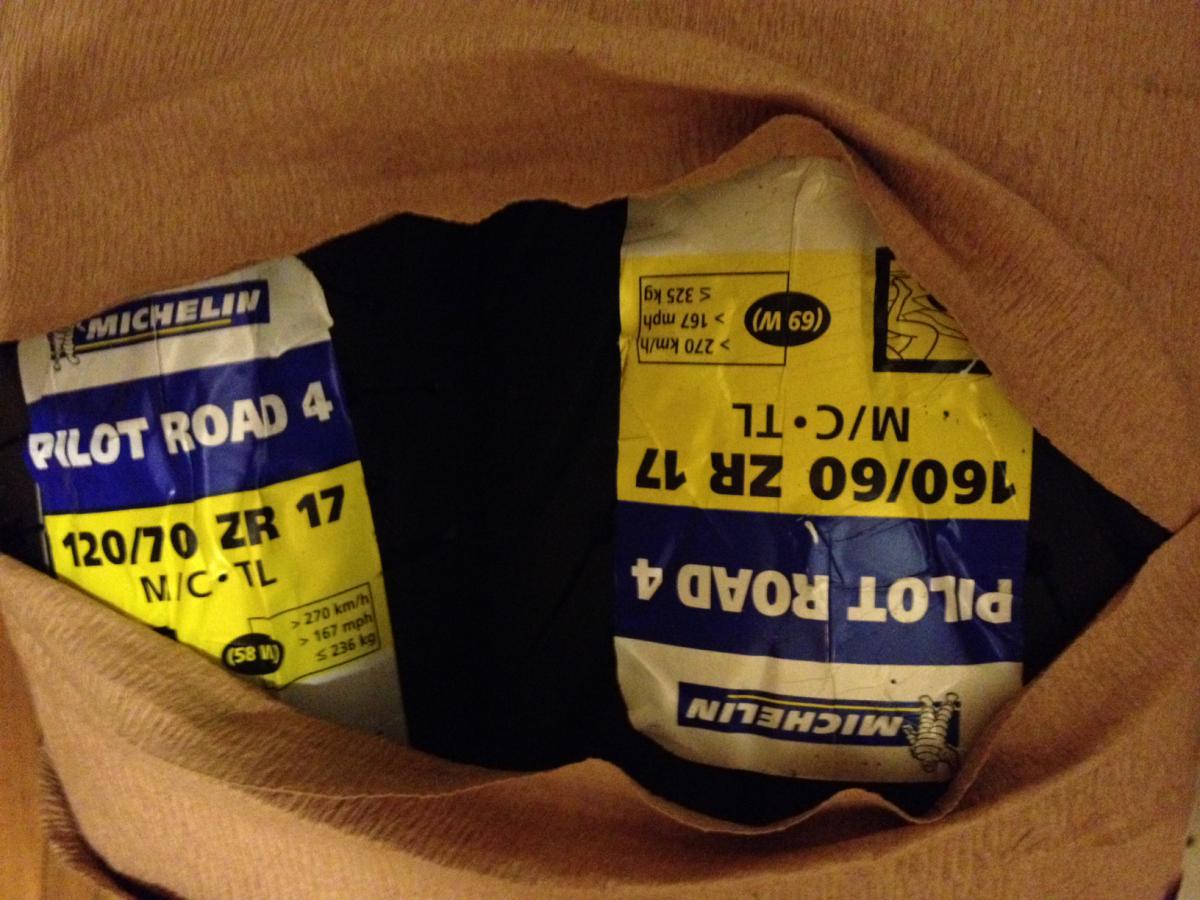 MICHELIN
PILOT ROAD 4
120/70 ZR 17
M/C•TL
> 270 km/h
> 167 mph
≤ 236 kg
(58 W)
MICHELIN
PILOT ROAD 4
160/60 ZR 17
M/C•TL
(69 W)
> 270 km/h
> 167 mph
≤ 325 kg